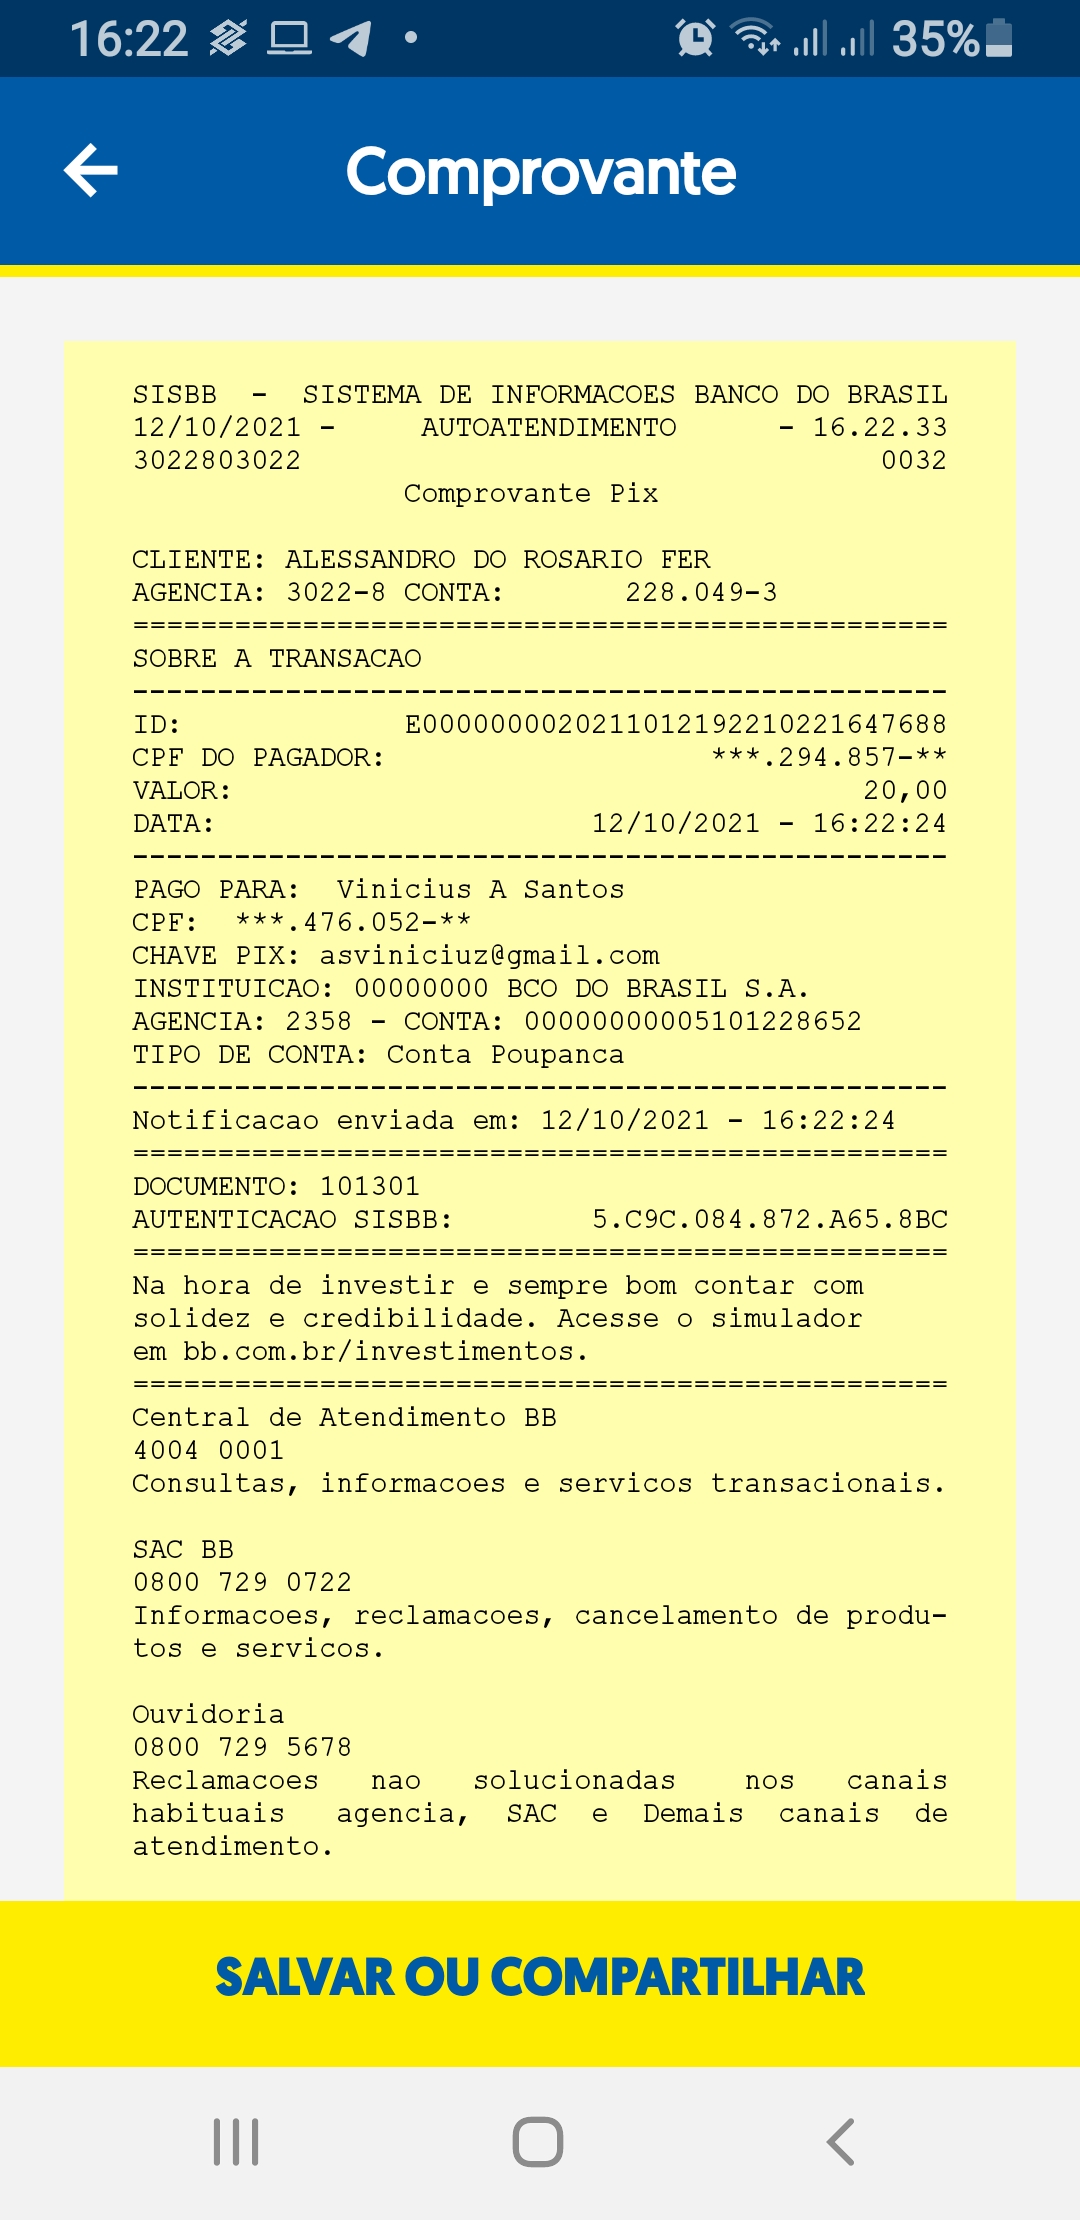 16:22
35%
Comprovante
SISBB - SISTEMA DE INFORMACOES BANCO DO BRASIL
12/10/2021 - AUTOATENDIMENTO - 16.22.33
3022803022 0032
Comprovante Pix
CLIENTE: ALESSANDRO DO ROSARIO FER
AGENCIA: 3022-8 CONTA: 228.049-3
================================================
SOBRE A TRANSACAO
------------------------------------------------
ID: E0000000020211012192210221647688
CPF DO PAGADOR: ***.294.857-**
VALOR: 20,00
DATA: 12/10/2021 - 16:22:24
------------------------------------------------
PAGO PARA: Vinicius A Santos
CPF: ***.476.052-**
CHAVE PIX: asviniciuz@gmail.com
INSTITUICAO: 00000000 BCO DO BRASIL S.A.
AGENCIA: 2358 - CONTA: 00000000005101228652
TIPO DE CONTA: Conta Poupanca
------------------------------------------------
Notificacao enviada em: 12/10/2021 - 16:22:24
================================================
DOCUMENTO: 101301
AUTENTICACAO SISBB: 5.C9C.084.872.A65.8BC
================================================
Na hora de investir e sempre bom contar com
solidez e credibilidade. Acesse o simulador
em bb.com.br/investimentos.
================================================
Central de Atendimento BB
4004 0001
Consultas, informacoes e servicos transacionais.
SAC BB
0800 729 0722
Informacoes, reclamacoes, cancelamento de produ-
tos e servicos.
Ouvidoria
0800 729 5678
Reclamacoes nao solucionadas nos canais
habituais agencia, SAC e Demais canais de
atendimento.
SALVAR OU COMPARTILHAR